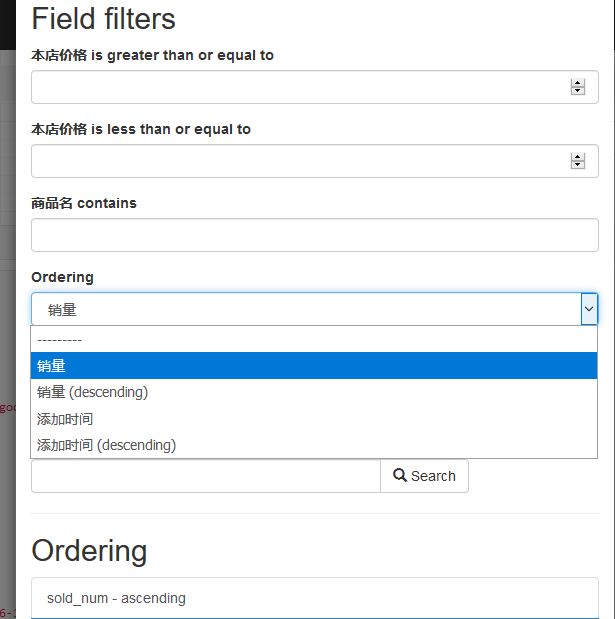 Field filters
本店价格 is greater than or equal to
本店价格 is less than or equal to
商品名 contains
Ordering
销量
---------
销量
销量 (descending)
添加时间
goo
添加时间 (descending)
Search
Ordering
sold_num - ascending